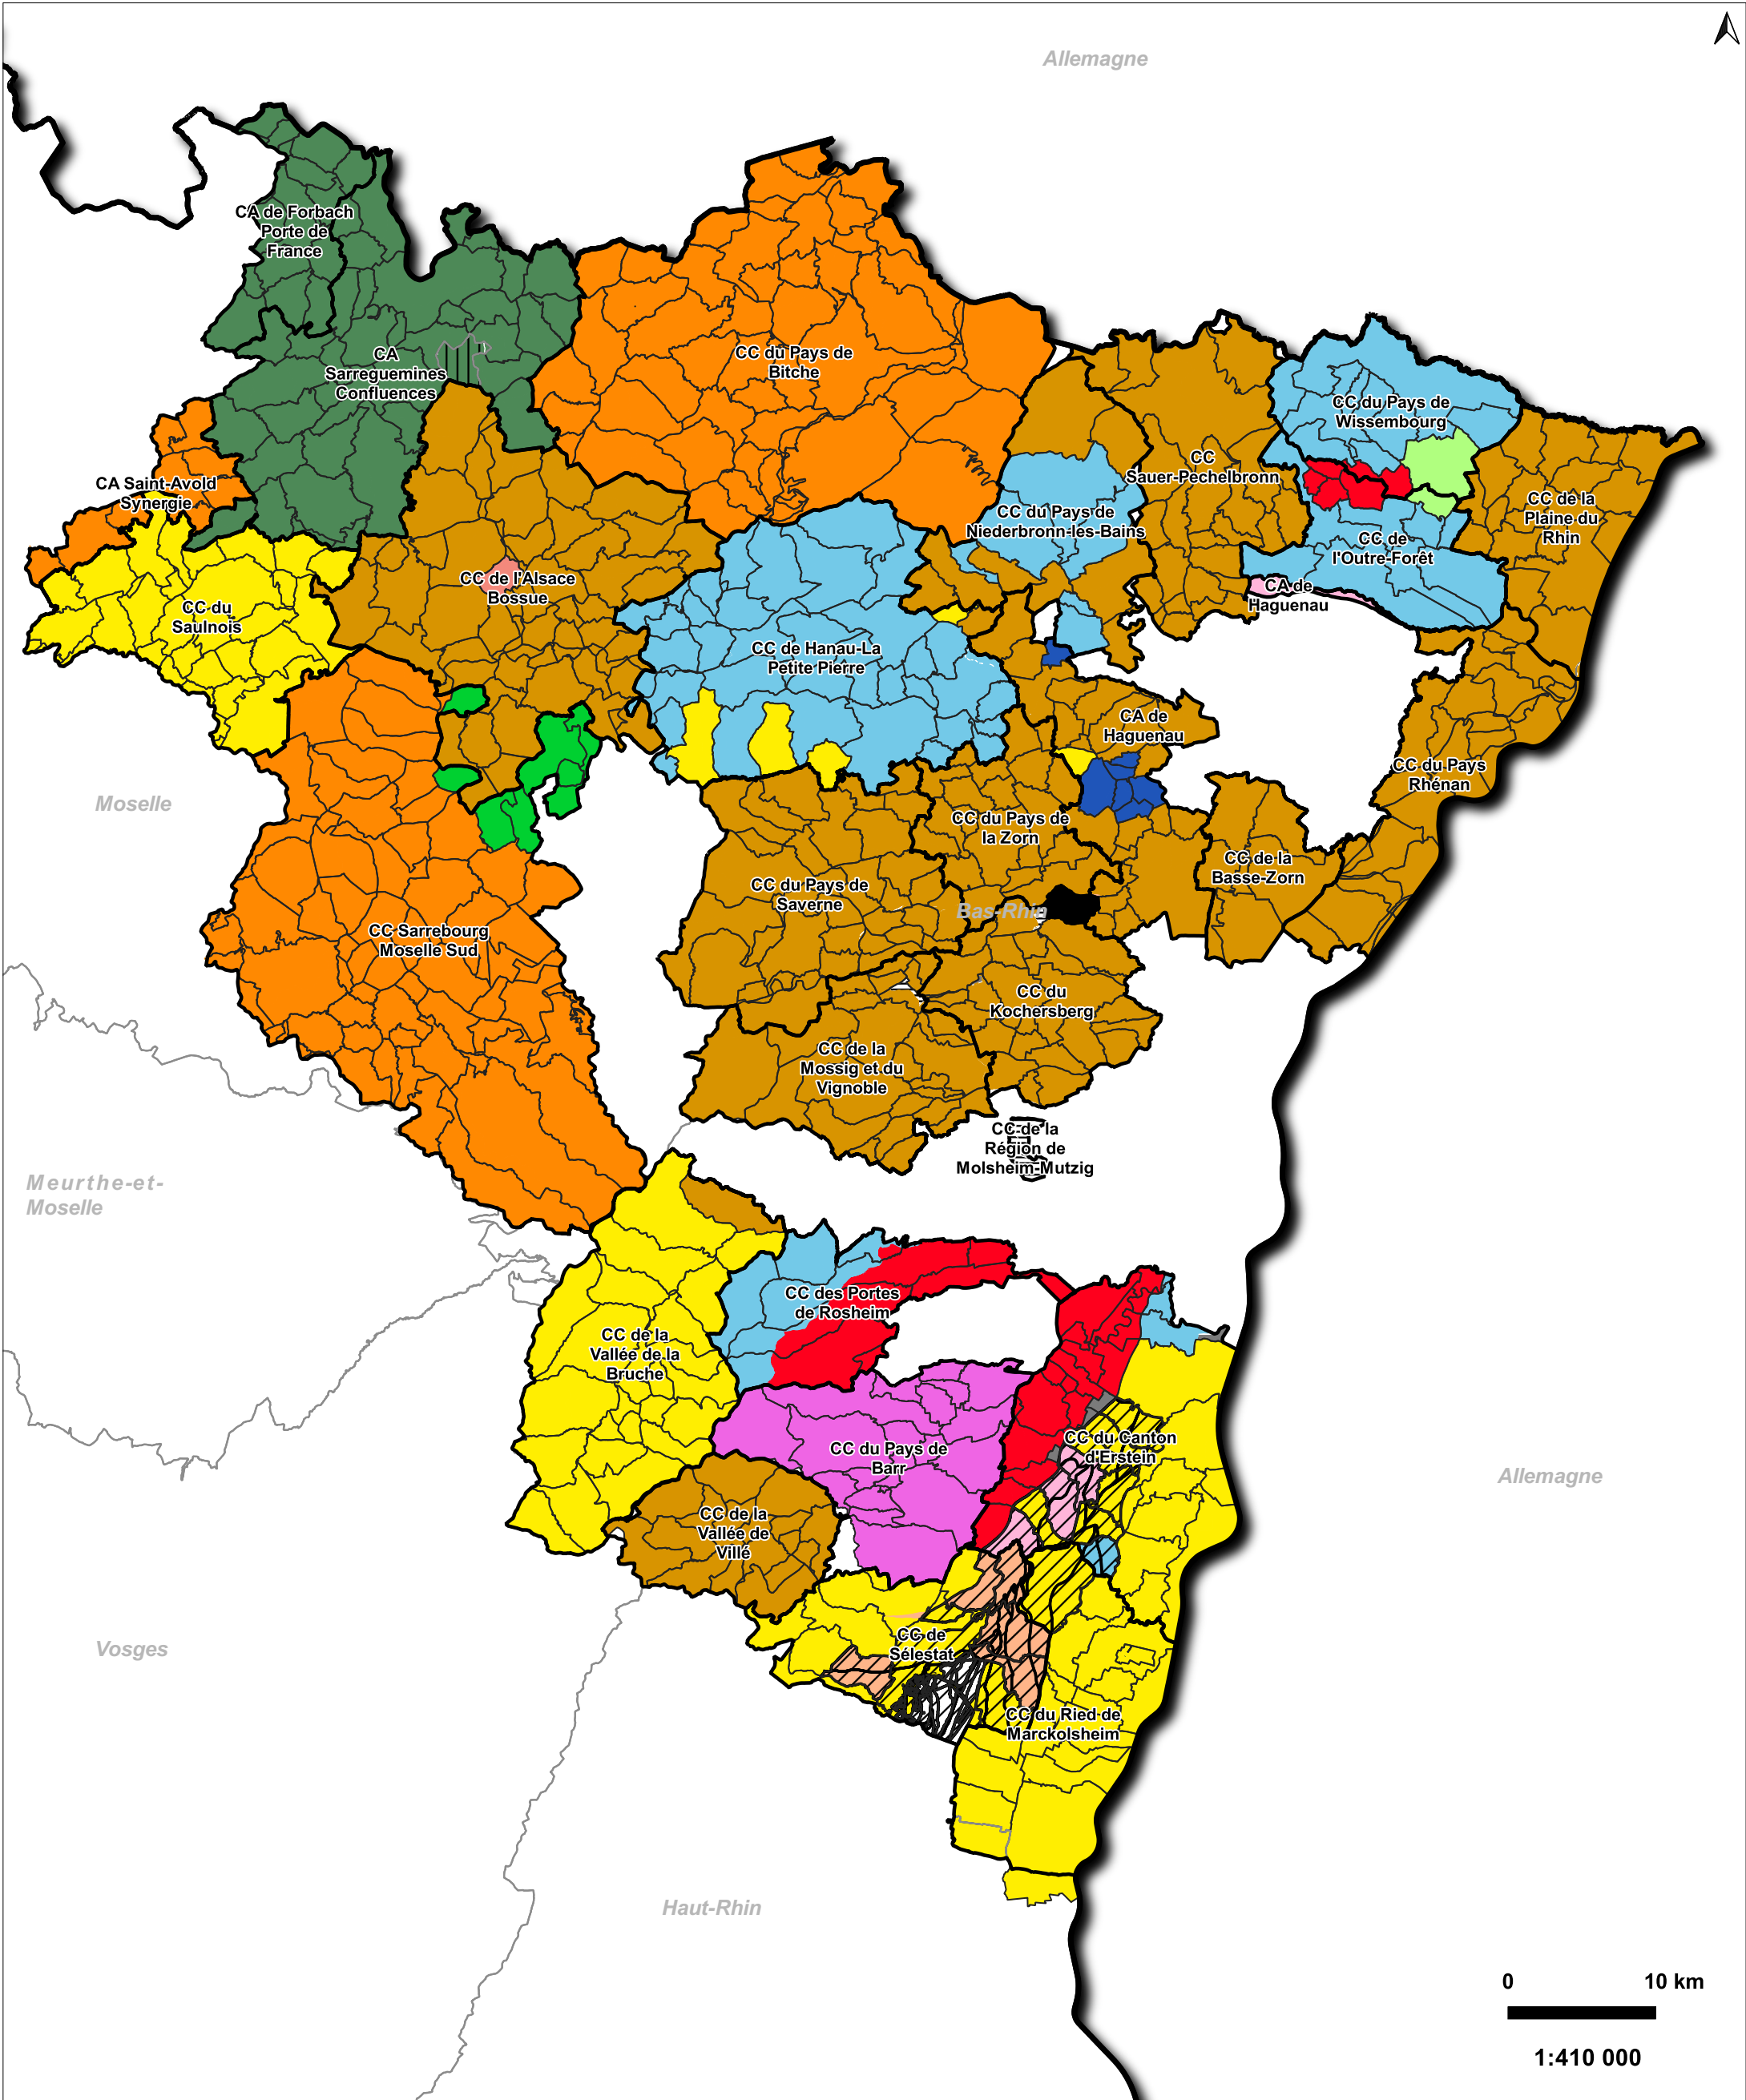 Allemagne
CA de Forbach
Porte de
France
CA
Sarreguemines
Confluences
CC du Pays de
Bitche
CC du Pays de
Wissembourg
CC
Sauer-Pechelbronn
CA Saint-Avold
Synergie
CC du Pays de
Niederbronn-les-Bains
CC de la
Plaine du
Rhin
CC de
l'Outre-Forêt
CC de l'Alsace
Bossue
CA de
Haguenau
CC du
Saulnois
CC de Hanau-La
Petite Pierre
CA de
Haguenau
CC du Pays
Rhénan
Moselle
CC du Pays de
la Zorn
CC de la
Basse-Zorn
CC du Pays de
Saverne
Bas-Rhin
CC Sarrebourg
Moselle Sud
CC du
Kochersberg
CC de la
Mossig et du
Vignoble
CC de la
Région de
Molsheim-Mutzig
Meurthe-et-
Moselle
CC des Portes
de Rosheim
CC de la
Vallée de la
Bruche
CC du Canton
d'Erstein
CC du Pays de
Barr
Allemagne
CC de la
Vallée de
Villé
Vosges
CC de
Sélestat
CC du Ried de
Marckolsheim
Haut-Rhin
0 10 km
1:410 000